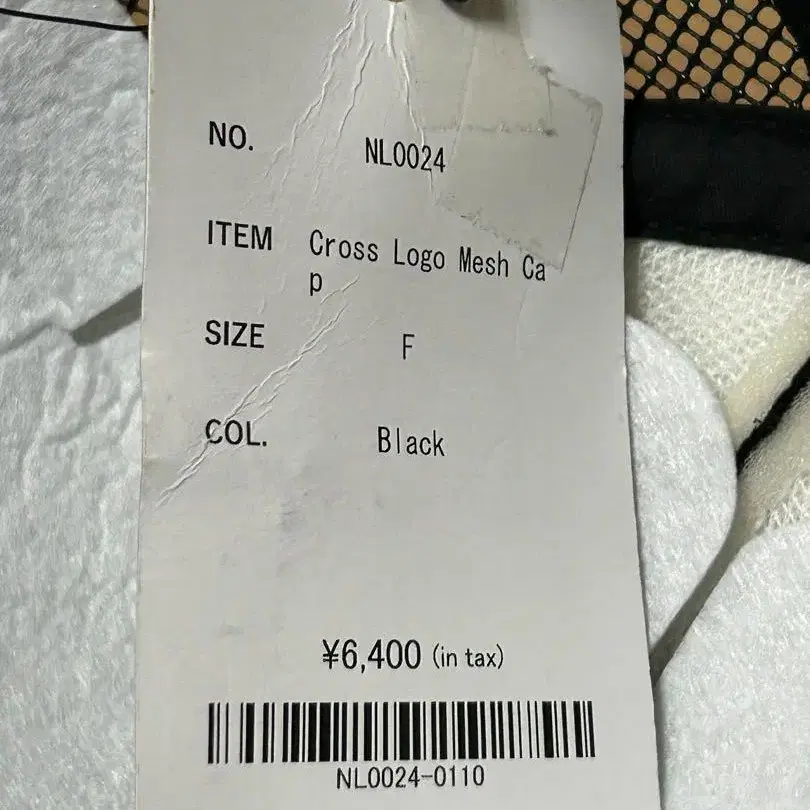 NO. NL0024
ITEM Cross Logo Mesh Ca
p
SIZE F
COL. Black
¥6,400 (in tax)
NL0024-0110